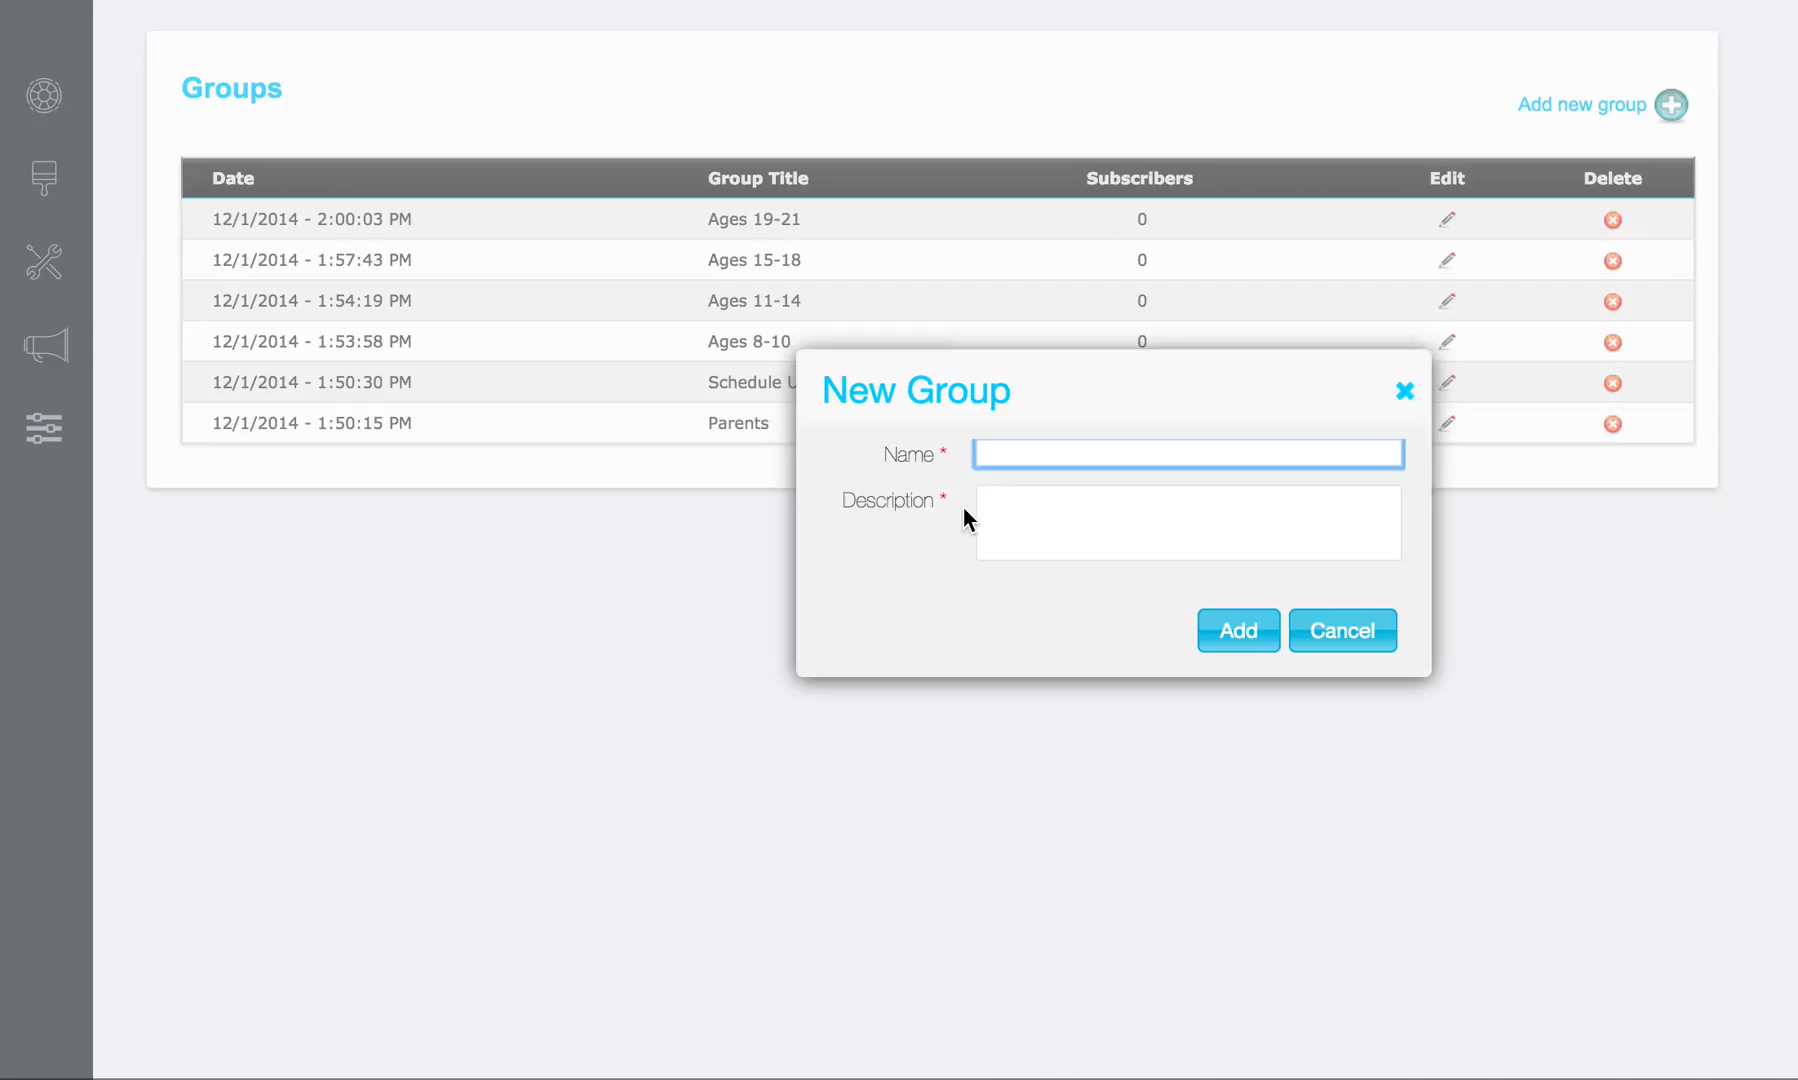 Groups
Add new group
Date Group Title Subscribers Edit Delete
12/1/2014 - 2:00:03 PM Ages 19-21 0
12/1/2014 - 1:57:43 PM Ages 15-18 0
12/1/2014 - 1:54:19 PM Ages 11-14 0
12/1/2014 - 1:53:58 PM Ages 8-10 0
12/1/2014 - 1:50:30 PM Schedule U
12/1/2014 - 1:50:15 PM Parents
New Group
Name *
Description *
Add Cancel